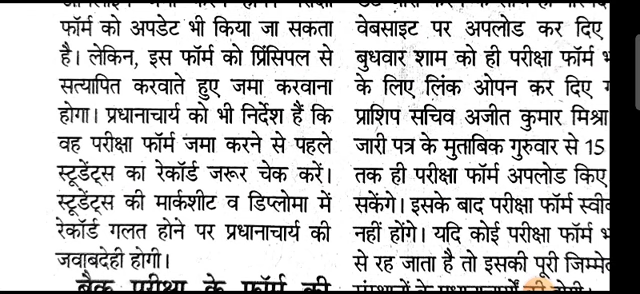 फॉर्म को अपडेट भी किया जा सकता
है। लेकिन, इस फॉर्म को प्रिंसिपल से
सत्यापित करवाते हुए जमा करवाना
होगा। प्रधानाचार्य को भी निर्देश हैं कि
वह परीक्षा फॉर्म जमा करने से पहले
स्टूडेंट्स का रेकॉर्ड जरूर चेक करें।
स्टूडेंट्स की मार्कशीट व डिप्लोमा में
रेकॉर्ड गलत होने पर प्रधानाचार्य की
जवाबदेही होगी।
बैक परीक्षा के फॉर्म की
वेबसाइट पर अपलोड कर दिए
बुधवार शाम को ही परीक्षा फॉर्म
के लिए लिंक ओपन कर दिए
प्राशिप सचिव अजीत कुमार मिश्रा
जारी पत्र के मुताबिक गुरुवार से 15
तक ही परीक्षा फॉर्म अपलोड किए
सकेंगे। इसके बाद परीक्षा फॉर्म
नहीं होंगे। यदि कोई परीक्षा फॉर्म
से रह जाता है तो इसकी पूरी